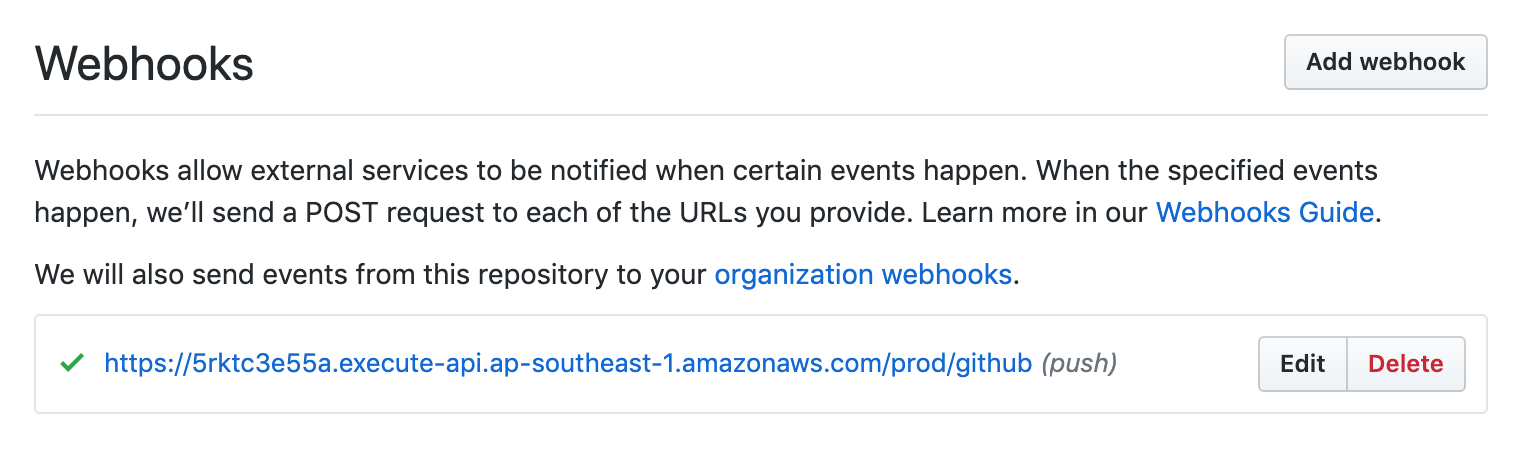 Webhooks
Add webhook
Webhooks allow external services to be notified when certain events happen. When the specified events
happen, we’ll send a POST request to each of the URLs you provide. Learn more in our Webhooks Guide.
We will also send events from this repository to your organization webhooks.
https://5rktc3e55a.execute-api.ap-southeast-1.amazonaws.com/prod/github (push)
Edit
Delete